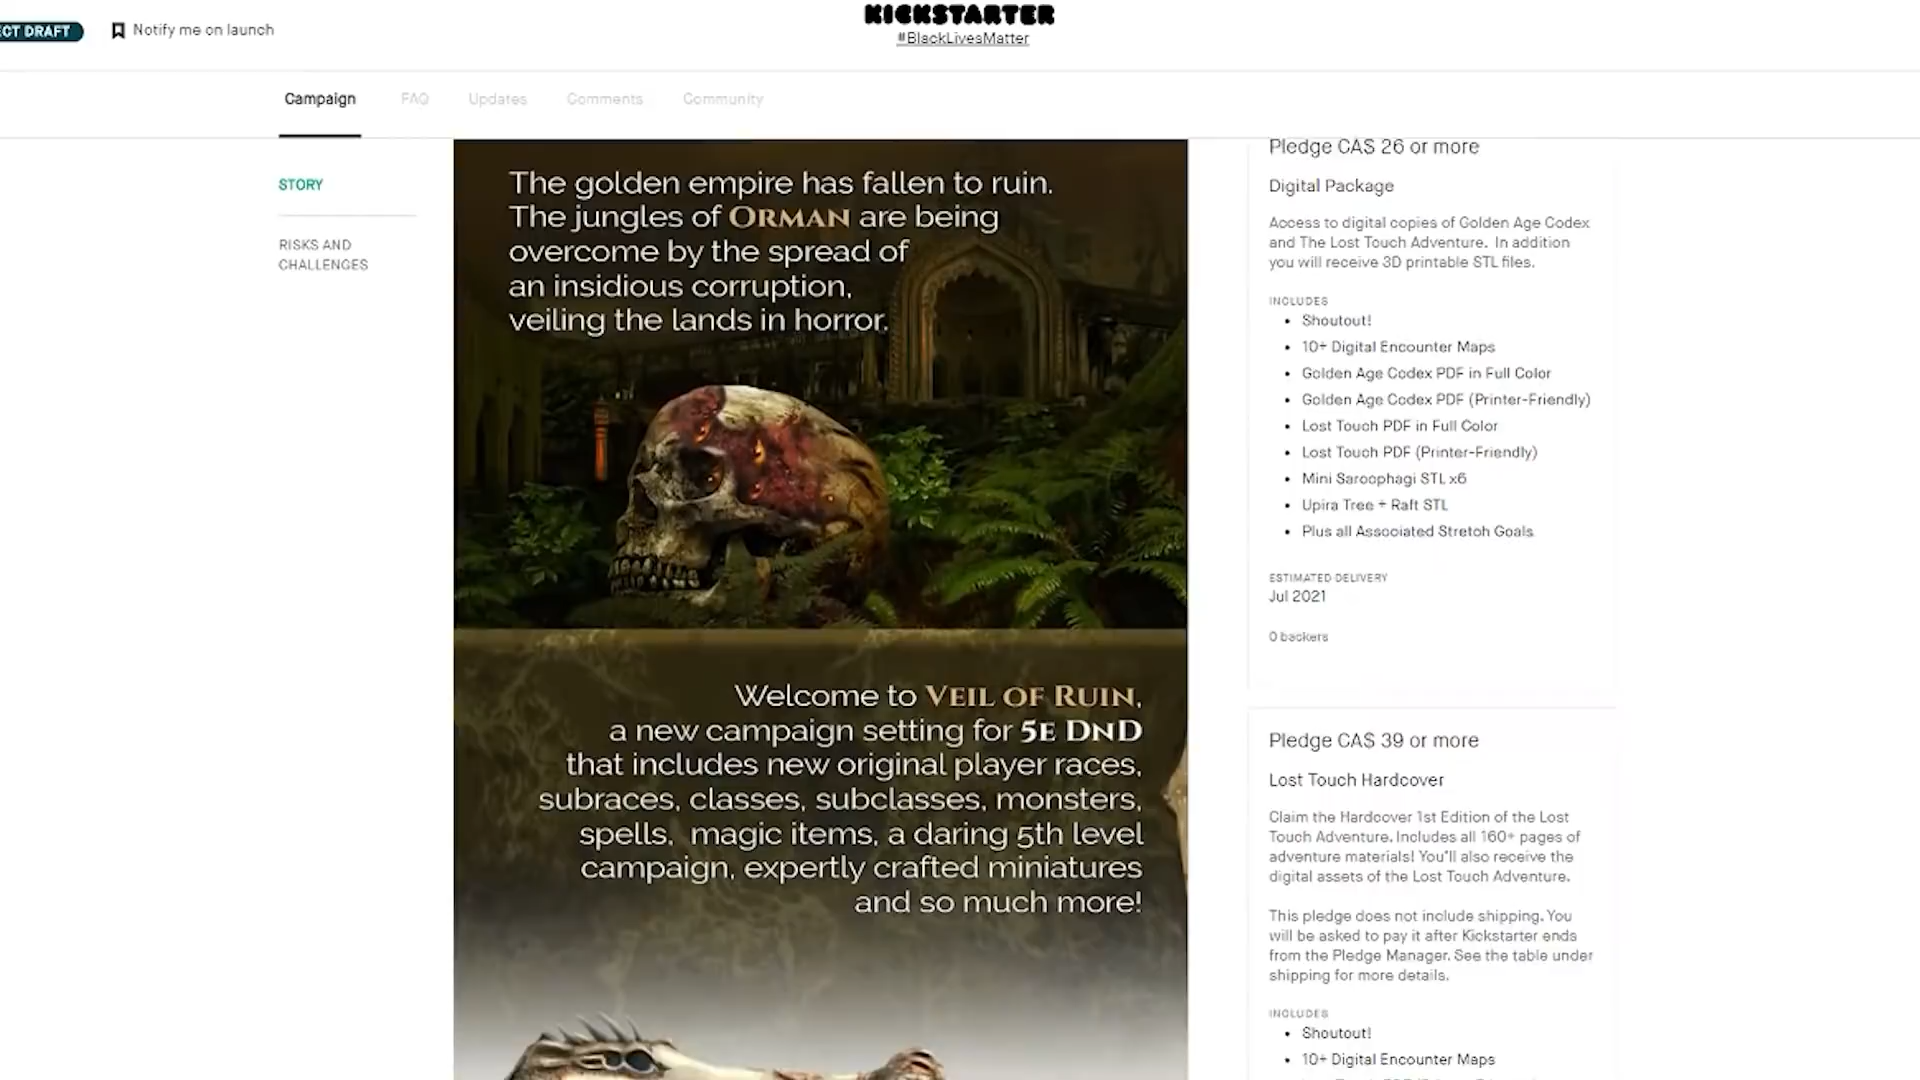 ECT DRAFT
Notify me on launch
KICKSTARTER
#BlackLivesMatter
Campaign
FAQ
Updates
Comments
Community
STORY
RISKS AND
CHALLENGES
The golden empire has fallen to ruin.
The jungles of ORMAN are being
overcome by the spread of
an insidious corruption,
veiling the lands in horror.
Welcome to VEIL OF RUIN,
a new campaign setting for 5E DND
that includes new original player races,
subraces, classes, subclasses, monsters,
spells, magic items, a daring 5th level
campaign, expertly crafted miniatures
and so much more!
Pledge CA$ 26 or more
Digital Package
Access to digital copies of Golden Age Codex
and The Lost Touch Adventure. In addition
you will receive 3D printable STL files.
INCLUDES
• Shoutout!
• 10+ Digital Encounter Maps
• Golden Age Codex PDF in Full Color
• Golden Age Codex PDF (Printer-Friendly)
• Lost Touch PDF in Full Color
• Lost Touch PDF (Printer-Friendly)
• Mini Sarcophagi STL x6
• Upira Tree + Raft STL
• Plus all Associated Stretch Goals
ESTIMATED DELIVERY
Jul 2021
0 backers
Pledge CA$ 39 or more
Lost Touch Hardcover
Claim the Hardcover 1st Edition of the Lost
Touch Adventure. Includes all 160+ pages of
adventure materials! You'll also receive the
digital assets of the Lost Touch Adventure.
This pledge does not include shipping. You
will be asked to pay it after Kickstarter ends
from the Pledge Manager. See the table under
shipping for more details.
INCLUDES
• Shoutout!
• 10+ Digital Encounter Maps